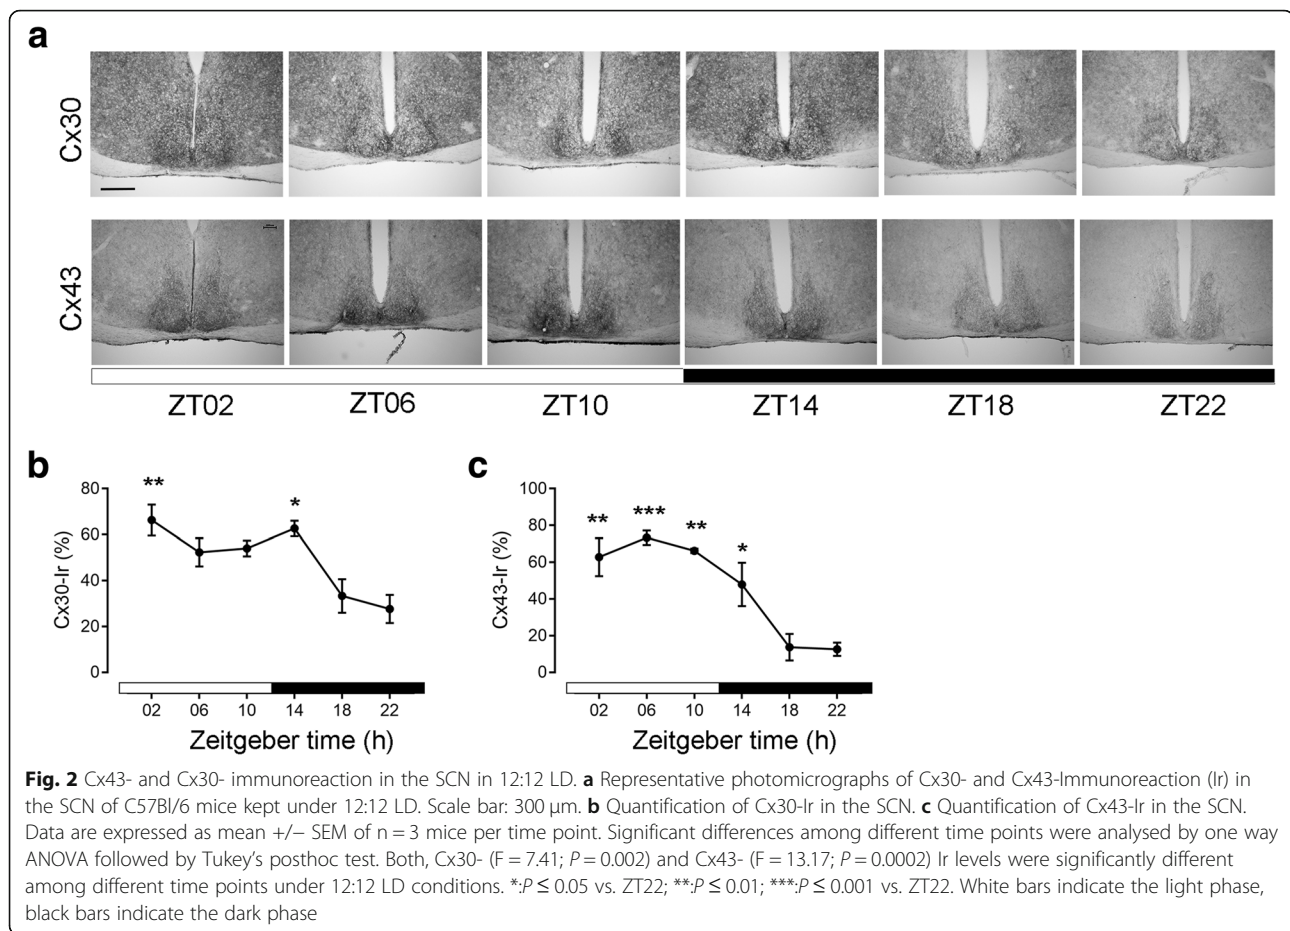 a
Cx30
Cx43
ZT02 ZT06 ZT10 ZT14 ZT18 ZT22
b
80
60
40
20
0
Cx30-Ir (%)
** *
02 06 10 14 18 22
Zeitgeber time (h)
c
100
80
60
40
20
0
Cx43-Ir (%)
** *** ** *
02 06 10 14 18 22
Zeitgeber time (h)
Fig. 2 Cx43- and Cx30- immunoreaction in the SCN in 12:12 LD. a Representative photomicrographs of Cx30- and Cx43-Immunoreaction (Ir) in
the SCN of C57Bl/6 mice kept under 12:12 LD. Scale bar: 300 μm. b Quantification of Cx30-Ir in the SCN. c Quantification of Cx43-Ir in the SCN.
Data are expressed as mean +/− SEM of n = 3 mice per time point. Significant differences among different time points were analysed by one way
ANOVA followed by Tukey's posthoc test. Both, Cx30- (F = 7.41; P = 0.002) and Cx43- (F = 13.17; P = 0.0002) Ir levels were significantly different
among different time points under 12:12 LD conditions. *:P ≤ 0.05 vs. ZT22; **:P ≤ 0.01; ***:P ≤ 0.001 vs. ZT22. White bars indicate the light phase,
black bars indicate the dark phase